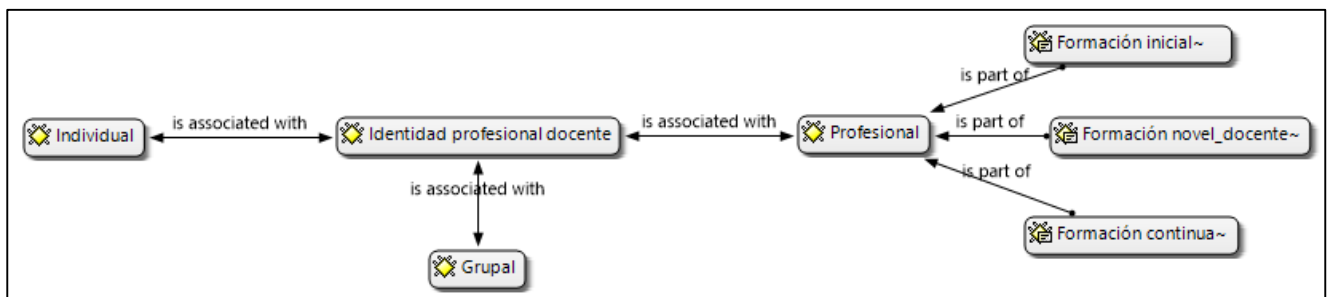 Formación inicial~
is part of
Individual
is associated with
Identidad profesional docente
is associated with
Profesional
is part of
Formación novel_docente~
is associated with
is part of
Formación continua~
Grupal